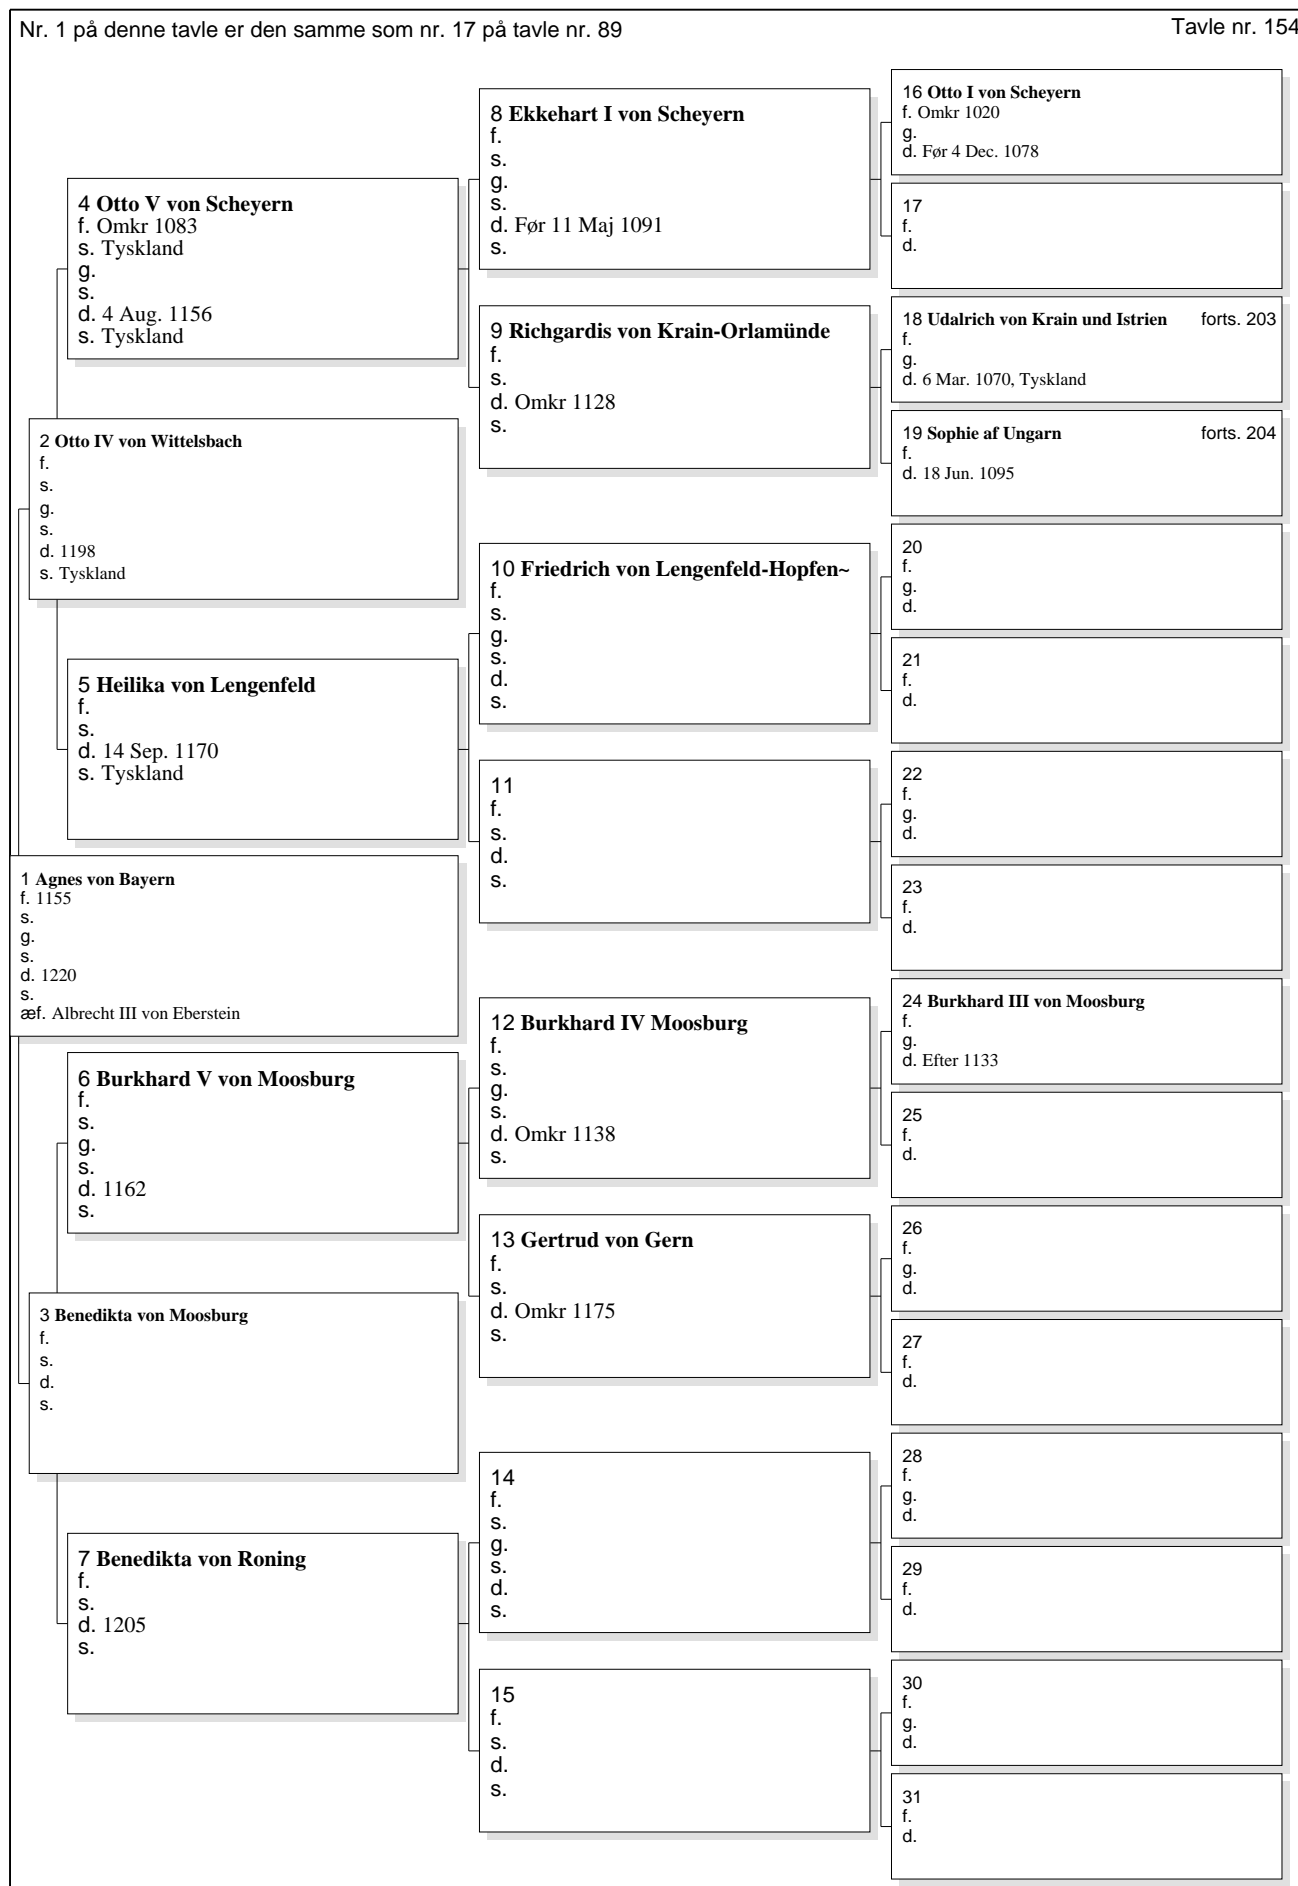 Nr. 1 på denne tavle er den samme som nr. 17 på tavle nr. 89
Tavle nr. 154
1 Agnes von Bayern
f. 1155
s.
g.
s.
d. 1220
s.
æf. Albrecht III von Eberstein
2 Otto IV von Wittelsbach
f.
s.
g.
s.
d. 1198
s. Tyskland
3 Benedikta von Moosburg
f.
s.
d.
s.
4 Otto V von Scheyern
f. Omkr 1083
s. Tyskland
g.
s.
d. 4 Aug. 1156
s. Tyskland
5 Heilika von Lengenfeld
f.
s.
d. 14 Sep. 1170
s. Tyskland
6 Burkhard V von Moosburg
f.
s.
g.
s.
d. 1162
s.
7 Benedikta von Roning
f.
s.
d. 1205
s.
8 Ekkehart I von Scheyern
f.
s.
g.
s.
d. Før 11 Maj 1091
s.
9 Richgardis von Krain-Orlamünde
f.
s.
d. Omkr 1128
s.
10 Friedrich von Lengenfeld-Hopfen~
f.
s.
g.
s.
d.
s.
11
f.
s.
d.
s.
12 Burkhard IV Moosburg
f.
s.
g.
s.
d. Omkr 1138
s.
13 Gertrud von Gern
f.
s.
d. Omkr 1175
s.
14
f.
s.
g.
s.
d.
s.
15
f.
s.
d.
s.
16 Otto I von Scheyern
f. Omkr 1020
g.
d. Før 4 Dec. 1078
17
f.
d.
18 Udalrich von Krain und Istrien forts. 203
f.
g.
d. 6 Mar. 1070, Tyskland
19 Sophie af Ungarn forts. 204
f.
d. 18 Jun. 1095
20
f.
g.
d.
21
f.
d.
22
f.
g.
d.
23
f.
d.
24 Burkhard III von Moosburg
f.
g.
d. Efter 1133
25
f.
d.
26
f.
g.
d.
27
f.
d.
28
f.
g.
d.
29
f.
d.
30
f.
g.
d.
31
f.
d.